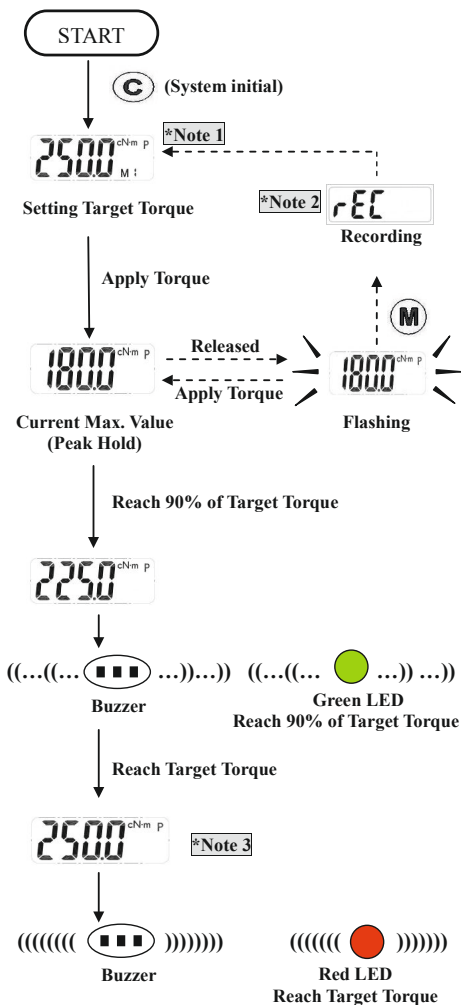 START
C (System initial)
*Note 1
250.0 cN·m P
M 1
Setting Target Torque
*Note 2
rEC
Recording
Apply Torque
M
180.0 cN·m P
Released
Apply Torque
180.0 cN·m P
Current Max. Value
(Peak Hold)
Flashing
Reach 90% of Target Torque
225.0 cN·m P
((…((… …))…)) ((…((… …)) …))
Buzzer
Green LED
Reach 90% of Target Torque
Reach Target Torque
250.0 cN·m P
*Note 3
(((((((( )))))))) ((((((( )))))))
Buzzer
Red LED
Reach Target Torque